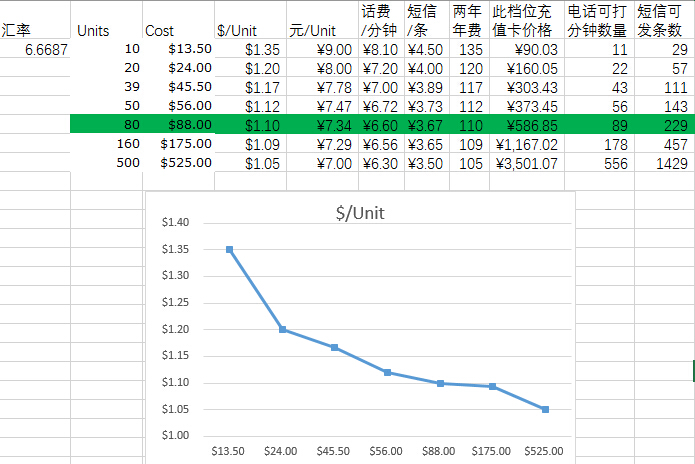 汇率 Units Cost $/Unit 元/Unit 话费/分钟 短信/条 两年年费 此档位充值卡价格 电话可打分钟数量 短信可发条数
6.6687 10 $13.50 $1.35 ¥9.00 ¥8.10 ¥4.50 135 ¥90.03 11 29
20 $24.00 $1.20 ¥8.00 ¥7.20 ¥4.00 120 ¥160.05 22 57
39 $45.50 $1.17 ¥7.78 ¥7.00 ¥3.89 117 ¥303.43 43 111
50 $56.00 $1.12 ¥7.47 ¥6.72 ¥3.73 112 ¥373.45 56 143
80 $88.00 $1.10 ¥7.34 ¥6.60 ¥3.67 110 ¥586.85 89 229
160 $175.00 $1.09 ¥7.29 ¥6.56 ¥3.65 109 ¥1,167.02 178 457
500 $525.00 $1.05 ¥7.00 ¥6.30 ¥3.50 105 ¥3,501.07 556 1429
$/Unit
$1.40
$1.35
$1.30
$1.25
$1.20
$1.15
$1.10
$1.05
$1.00
$13.50 $24.00 $45.50 $56.00 $88.00 $175.00 $525.00